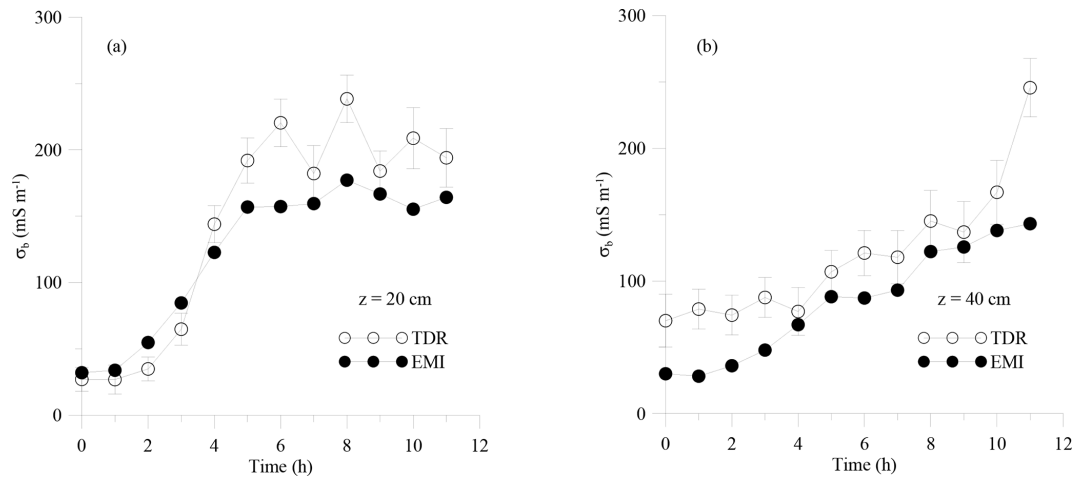 (a)
300
200
100
0
σb (mS m⁻¹)
z = 20 cm
TDR
EMI
0 2 4 6 8 10 12
Time (h)
(b)
300
200
100
0
σb (mS m⁻¹)
z = 40 cm
TDR
EMI
0 2 4 6 8 10 12
Time (h)